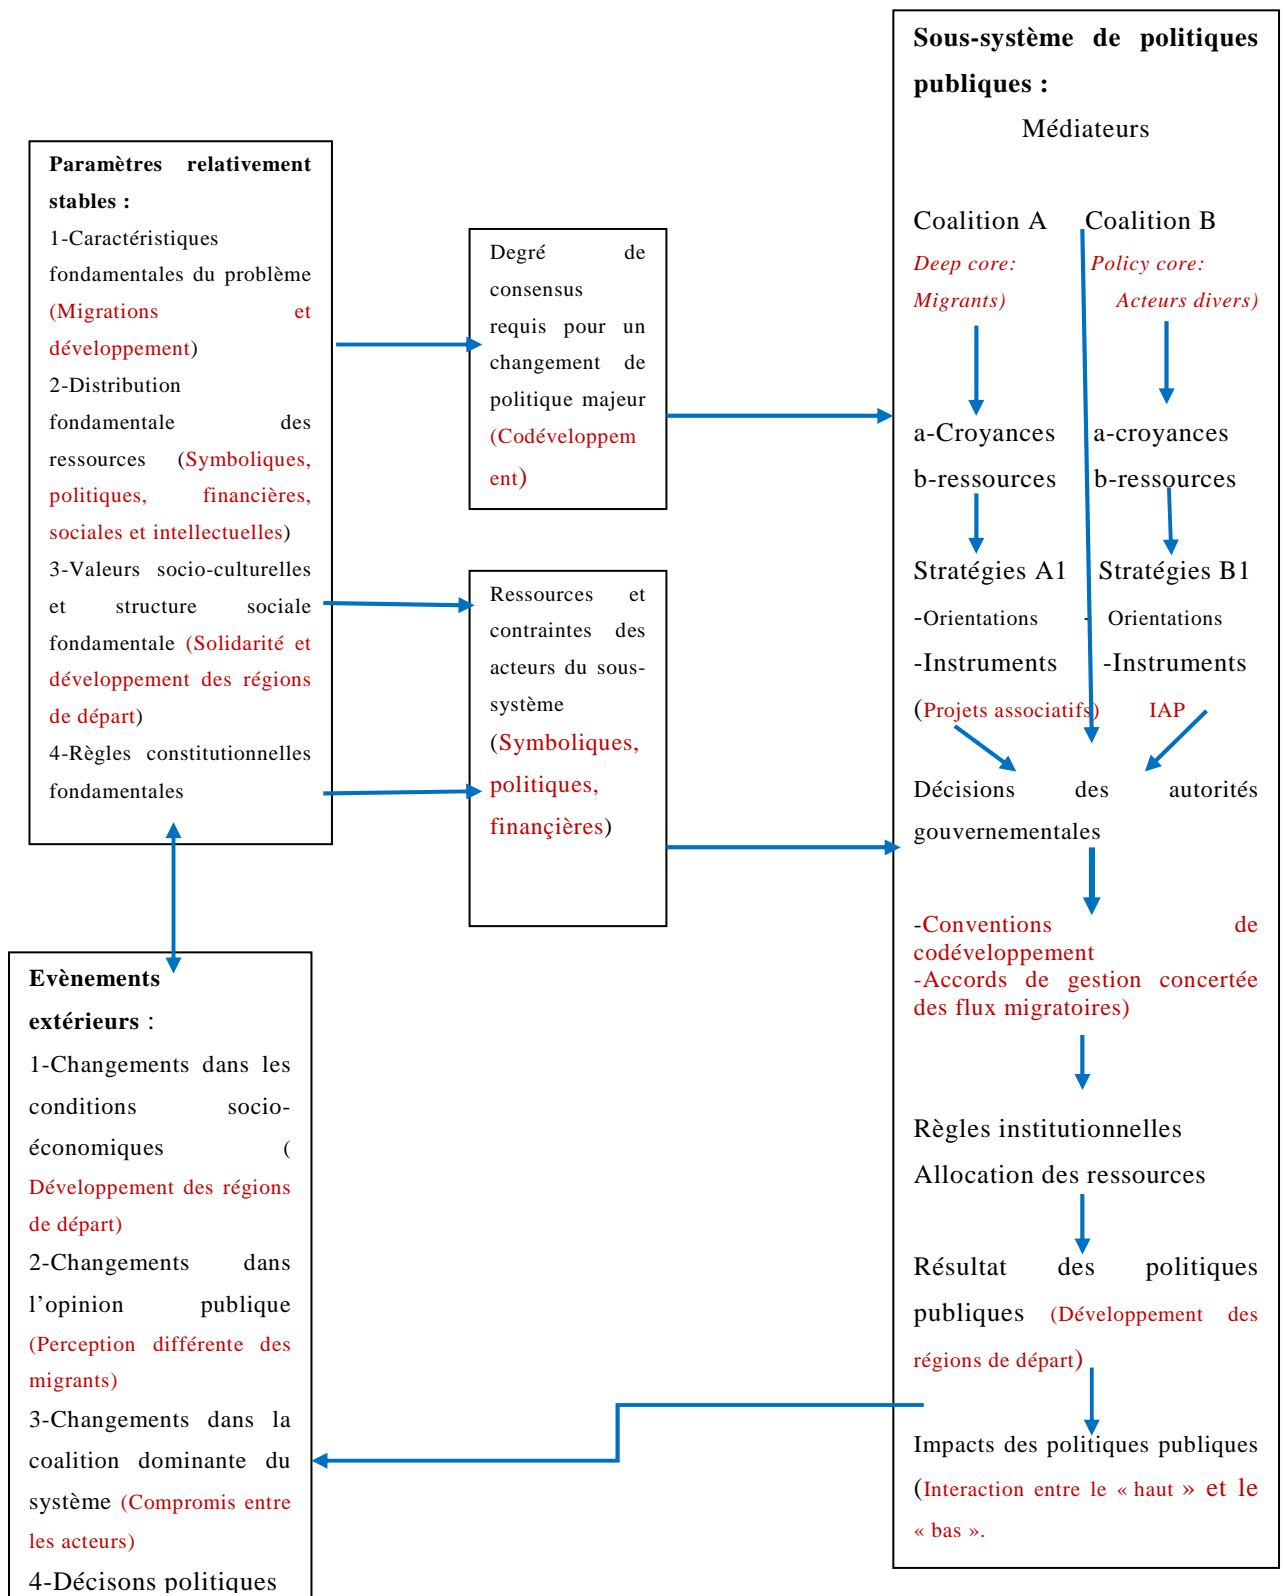 Paramètres relativement
stables :
1-Caractéristiques
fondamentales du problème
(Migrations et
développement)
2-Distribution
fondamentale des
ressources (Symboliques,
politiques, financières,
sociales et intellectuelles)
3-Valeurs socio-culturelles
et structure sociale
fondamentale (Solidarité et
développement des régions
de départ)
4-Règles constitutionnelles
fondamentales
Evènements
extérieurs :
1-Changements dans les
conditions socio-
économiques (
Développement des régions
de départ)
2-Changements dans
l’opinion publique
(Perception différente des
migrants)
3-Changements dans la
coalition dominante du
système (Compromis entre
les acteurs)
4-Décisons politiques
Degré de
consensus
requis pour un
changement de
politique majeur
(Codéveloppem
ent)
Ressources et
contraintes des
acteurs du sous-
système
(Symboliques,
politiques,
finançières)
Sous-système de politiques
publiques :
Médiateurs
Coalition A Coalition B
Deep core: Policy core:
Migrants) Acteurs divers)
a-Croyances a-croyances
b-ressources b-ressources
Stratégies A1 Stratégies B1
-Orientations - Orientations
-Instruments -Instruments
(Projets associatifs) IAP
Décisions des autorités
gouvernementales
-Conventions de
codéveloppement
-Accords de gestion concertée
des flux migratoires)
Règles institutionnelles
Allocation des ressources
Résultat des politiques
publiques (Développement des
régions de départ)
Impacts des politiques publiques
(Interaction entre le « haut » et le
« bas ».